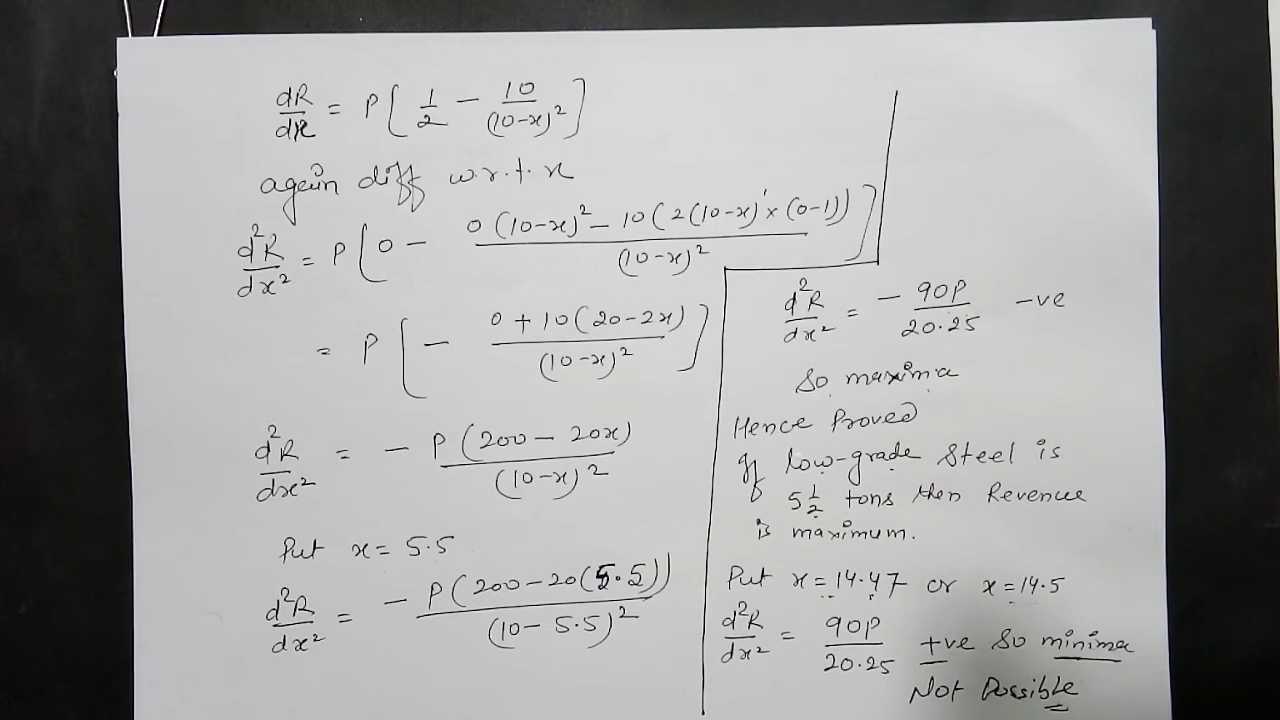 dR/dx = P[1/2 - 10/(10-x)²]
again diff w.r.t x
d²R/dx² = P[0 - (0(10-x)² - 10(2(10-x)' × (0-1)))/(10-x)²]
= P[- (0 + 10(20-2x))/(10-x)²]
d²R/dx² = - P(200 - 20x)/(10-x)²
Put x = 5.5
d²R/dx² = - P(200-20(5.5))/(10-5.5)²
d²R/dx² = - 90P/20.25 -ve
So maxima
Hence Proved
If low-grade Steel is
5 1/2 tons then Revenue
is maximum.
Put x = 14.47 or x = 14.5
d²R/dx² = 90P/20.25 +ve So minima
Not Possible